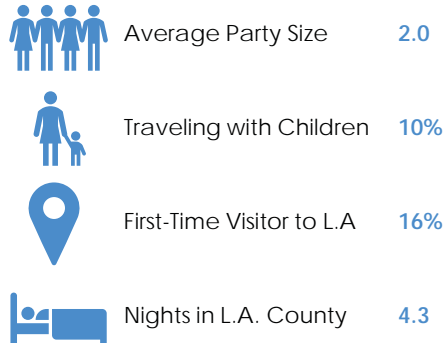 Average Party Size 2.0
Traveling with Children 10%
First-Time Visitor to L.A 16%
Nights in L.A. County 4.3